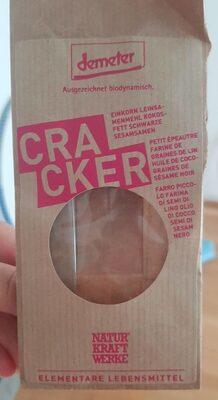 demeter
Ausgezeichnet biodynamisch.
CRA
CKER
EINKORN LEINSA-
MENMEHL KOKOS-
FETT SCHWARZE
SESAMSAMEN
PETIT ÉPEAUTRE
FARINE DE
GRAINES DE LIN
HUILE DE COCO
GRAINES DE
SÉSAME NOIR
FARRO PICCO-
LO FARINA
DI SEMI DI
LINO OLIO
DI COCCO
SEMI DI
SESAM
NERO
NATUR
KRAFT
WERKE
ELEMENTARE LEBENSMITTEL